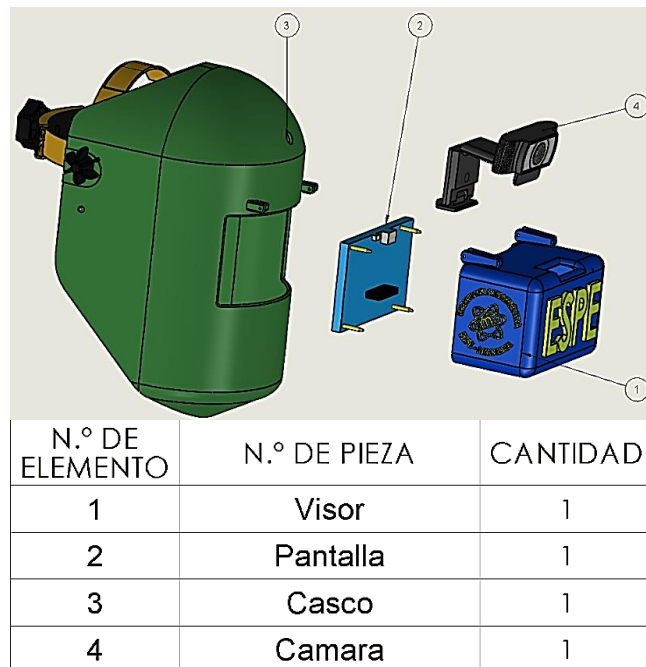 3
2
4
ESPE
1
N.º DE ELEMENTO
N.º DE PIEZA
CANTIDAD
1 Visor 1
2 Pantalla 1
3 Casco 1
4 Camara 1